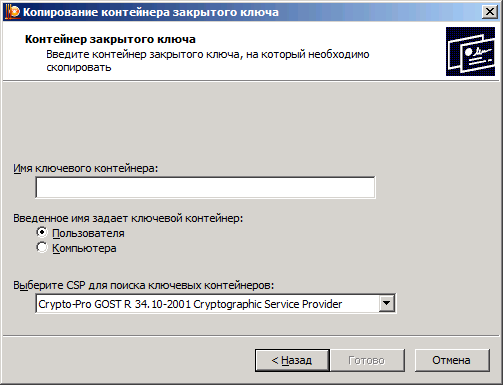 Копирование контейнера закрытого ключа
Контейнер закрытого ключа
Введите контейнер закрытого ключа, на который необходимо
скопировать
Имя ключевого контейнера:
Введенное имя задает ключевой контейнер:
Пользователя
Компьютера
Выберите CSP для поиска ключевых контейнеров:
Crypto-Pro GOST R 34.10-2001 Cryptographic Service Provider
< Назад
Готово
Отмена